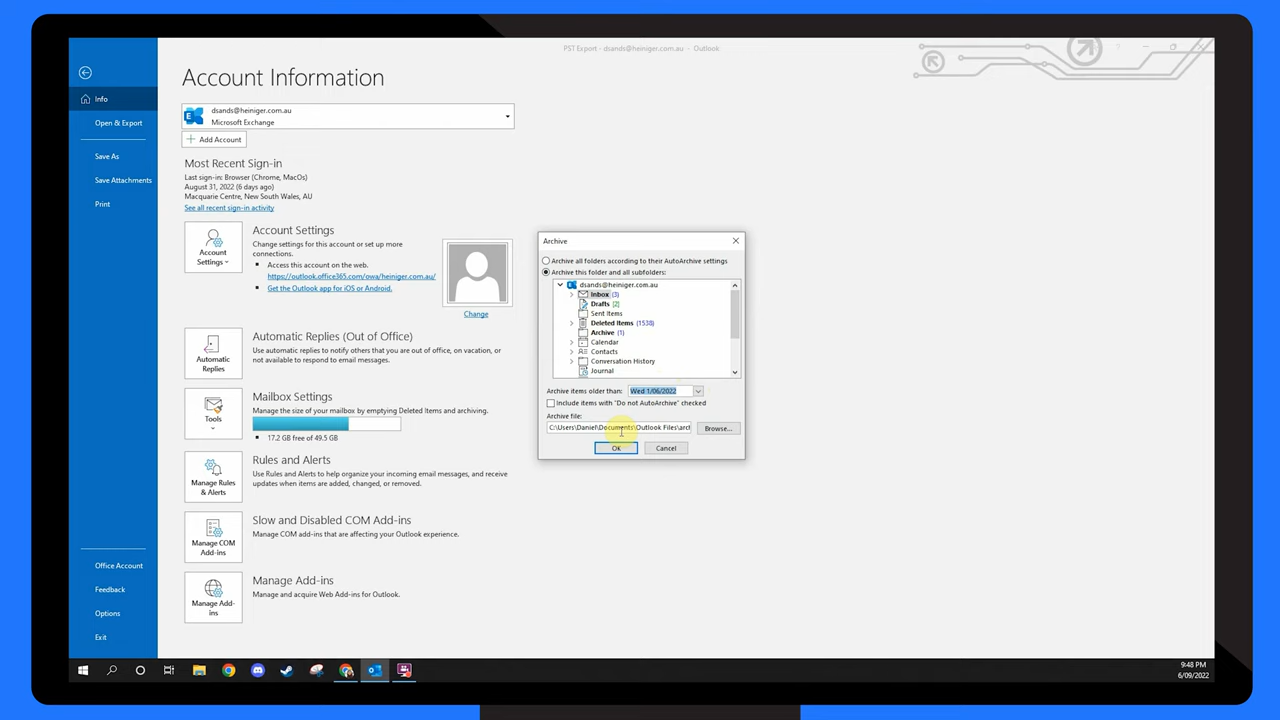 PST Export - dsands@heiniger.com.au - Outlook
Account Information
Info
Open & Export
Save As
Save Attachments
Print
Office Account
Feedback
Options
Exit
dsands@heiniger.com.au
Microsoft Exchange
Add Account
Most Recent Sign-in
Last sign-in: Browser (Chrome, MacOs)
August 31, 2022 (6 days ago)
Macquarie Centre, New South Wales, AU
See all recent sign-in activity
Account
Settings
Account Settings
Change settings for this account or set up more
connections.
Access this account on the web.
https://outlook.office365.com/owa/heiniger.com.au/
Get the Outlook app for iOS or Android.
Change
Automatic
Replies
Automatic Replies (Out of Office)
Use automatic replies to notify others that you are out of office, on vacation, or
not available to respond to email messages.
Tools
Mailbox Settings
Manage the size of your mailbox by emptying Deleted Items and archiving.
17.2 GB free of 49.5 GB
Manage Rules
& Alerts
Rules and Alerts
Use Rules and Alerts to help organize your incoming email messages, and receive
updates when items are added, changed, or removed.
Manage COM
Add-ins
Slow and Disabled COM Add-ins
Manage COM add-ins that are affecting your Outlook experience.
Manage Add-
ins
Manage Add-ins
Manage and acquire Web Add-ins for Outlook.
Archive
Archive all folders according to their AutoArchive settings
Archive this folder and all subfolders:
dsands@heiniger.com.au
Inbox (3)
Drafts [2]
Sent Items
Deleted Items (1538)
Archive (1)
Calendar
Contacts
Conversation History
Journal
Archive items older than: Wed 1/06/2022
Include items with "Do not AutoArchive" checked
Archive file:
C:\Users\Daniel\Documents\Outlook Files\arc
Browse...
OK
Cancel
9:48 PM
6/09/2022